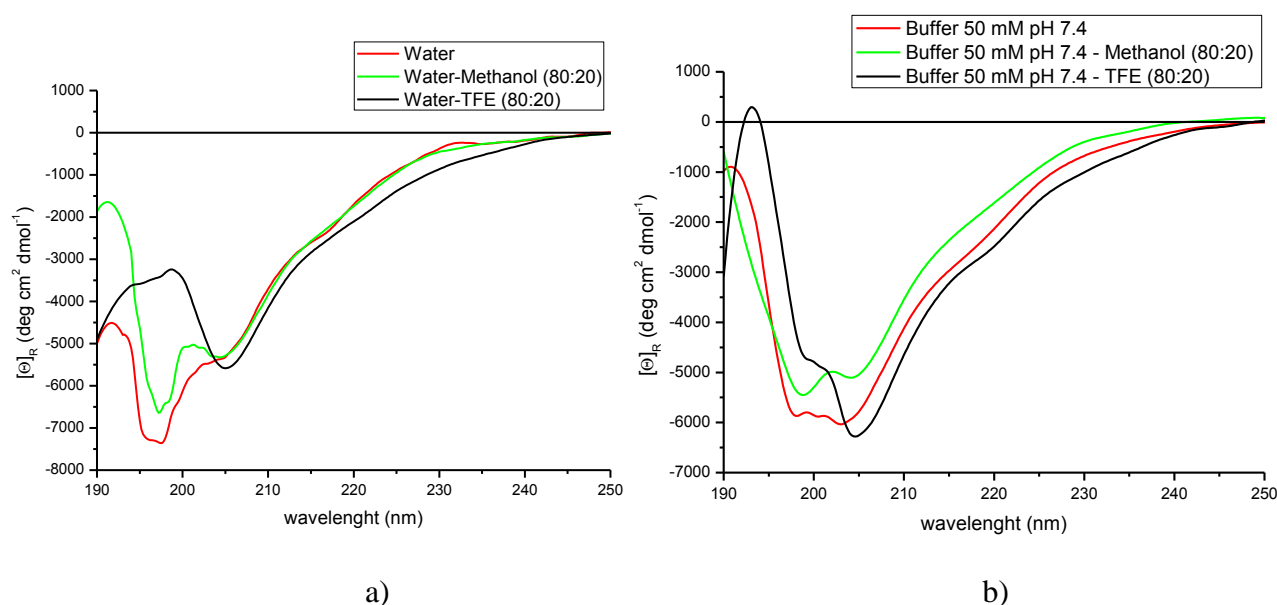 Water
Water-Methanol (80:20)
Water-TFE (80:20)
1000
0
-1000
-2000
-3000
-4000
-5000
-6000
-7000
-8000
[Θ]R (deg cm² dmol⁻¹)
190 200 210 220 230 240 250
wavelenght (nm)
a)
Buffer 50 mM pH 7.4
Buffer 50 mM pH 7.4 - Methanol (80:20)
Buffer 50 mM pH 7.4 - TFE (80:20)
1000
0
-1000
-2000
-3000
-4000
-5000
-6000
-7000
[Θ]R (deg cm² dmol⁻¹)
190 200 210 220 230 240 250
wavelenght (nm)
b)